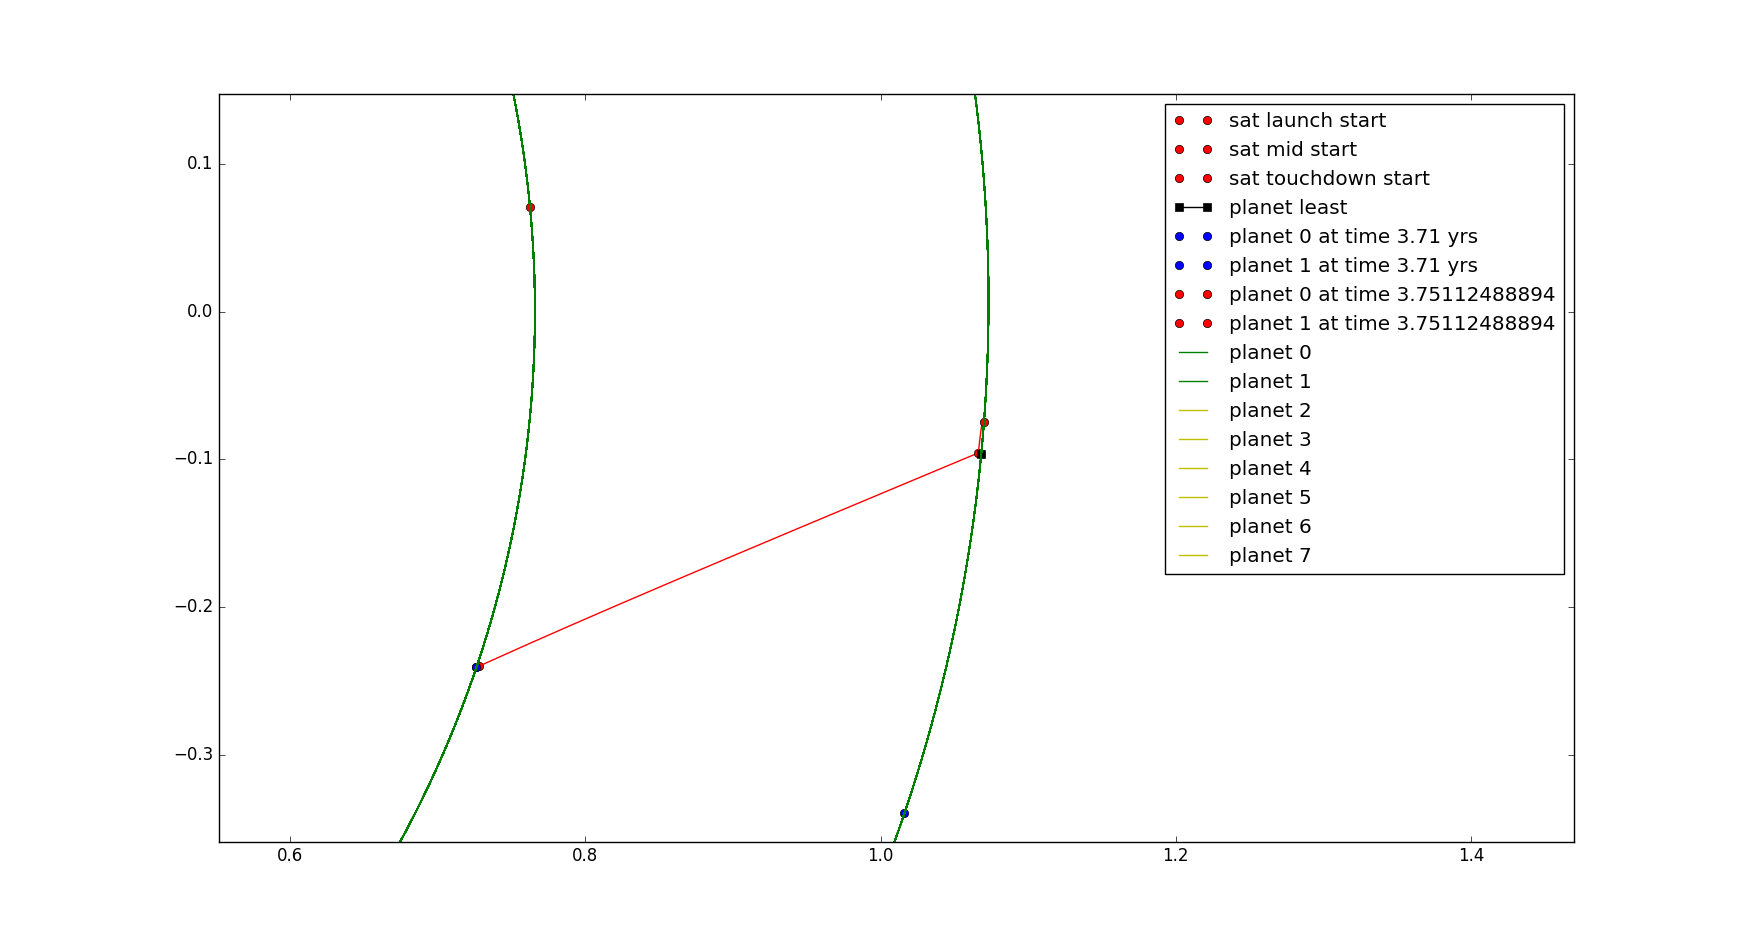 0.1
0.0
−0.1
−0.2
−0.3
0.6
0.8
1.0
1.2
1.4
sat launch start
sat mid start
sat touchdown start
planet least
planet 0 at time 3.71 yrs
planet 1 at time 3.71 yrs
planet 0 at time 3.75112488894
planet 1 at time 3.75112488894
planet 0
planet 1
planet 2
planet 3
planet 4
planet 5
planet 6
planet 7